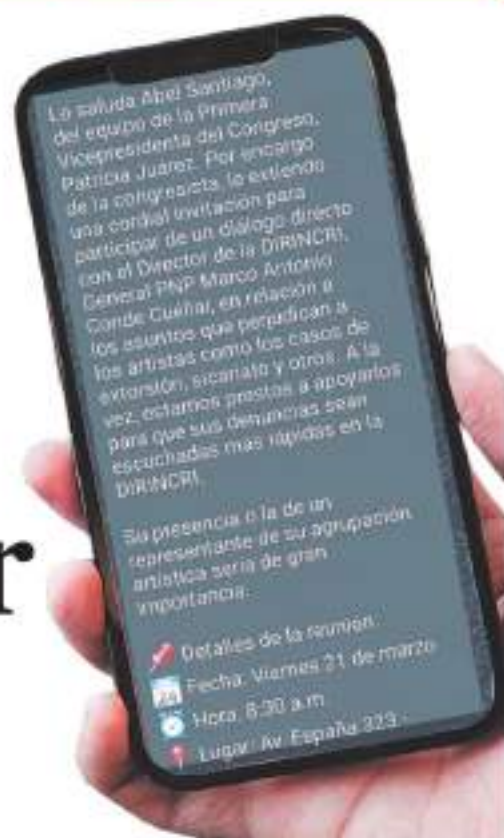 Lo saluda Abel Santiago,
del equipo de la Primera
Vicepresidenta del Congreso,
Patricia Juarez. Por encargo
de la congresista, le extiendo
una cordial invitación para
participar de un diálogo directo
con el Director de la DIRINCRI,
General PNP Marco Antonio
Conde Cuellar, en relación a
los asuntos que perjudican a
los artistas como los casos de
extorsión, sicariato y otros. A la
vez, estamos prestos a apoyarlos
para que sus denuncias sean
escuchadas mas rápidas en la
DIRINCRI.
Su presencia o la de un
representante de su agrupación
artística sería de gran
importancia.
Detalles de la reunión:
Fecha: Viernes 21 de marzo
Hora: 8:30 a.m.
Lugar: Av. España 323.-
r